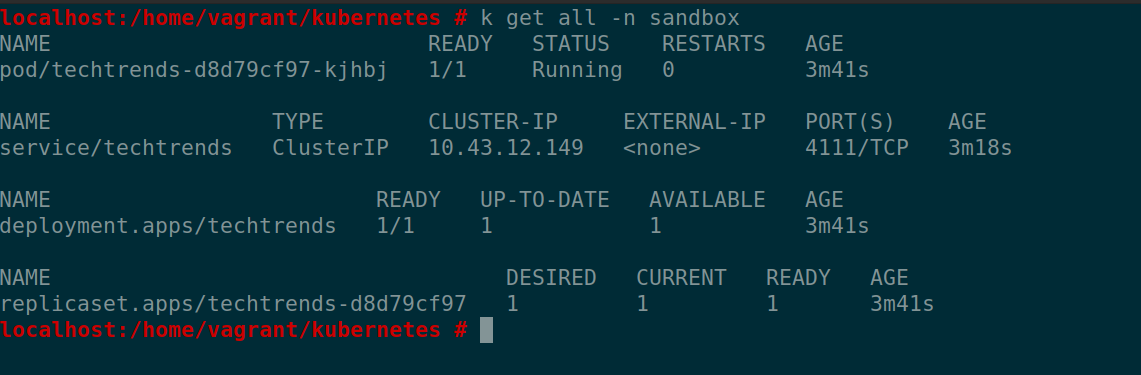 localhost:/home/vagrant/kubernetes # k get all -n sandbox
NAME                             READY   STATUS    RESTARTS   AGE
pod/techtrends-d8d79cf97-kjhbj   1/1     Running   0          3m41s

NAME                 TYPE        CLUSTER-IP     EXTERNAL-IP   PORT(S)    AGE
service/techtrends   ClusterIP   10.43.12.149   <none>        4111/TCP   3m18s

NAME                         READY   UP-TO-DATE   AVAILABLE   AGE
deployment.apps/techtrends   1/1     1            1           3m41s

NAME                                   DESIRED   CURRENT   READY   AGE
replicaset.apps/techtrends-d8d79cf97   1         1         1       3m41s
localhost:/home/vagrant/kubernetes #